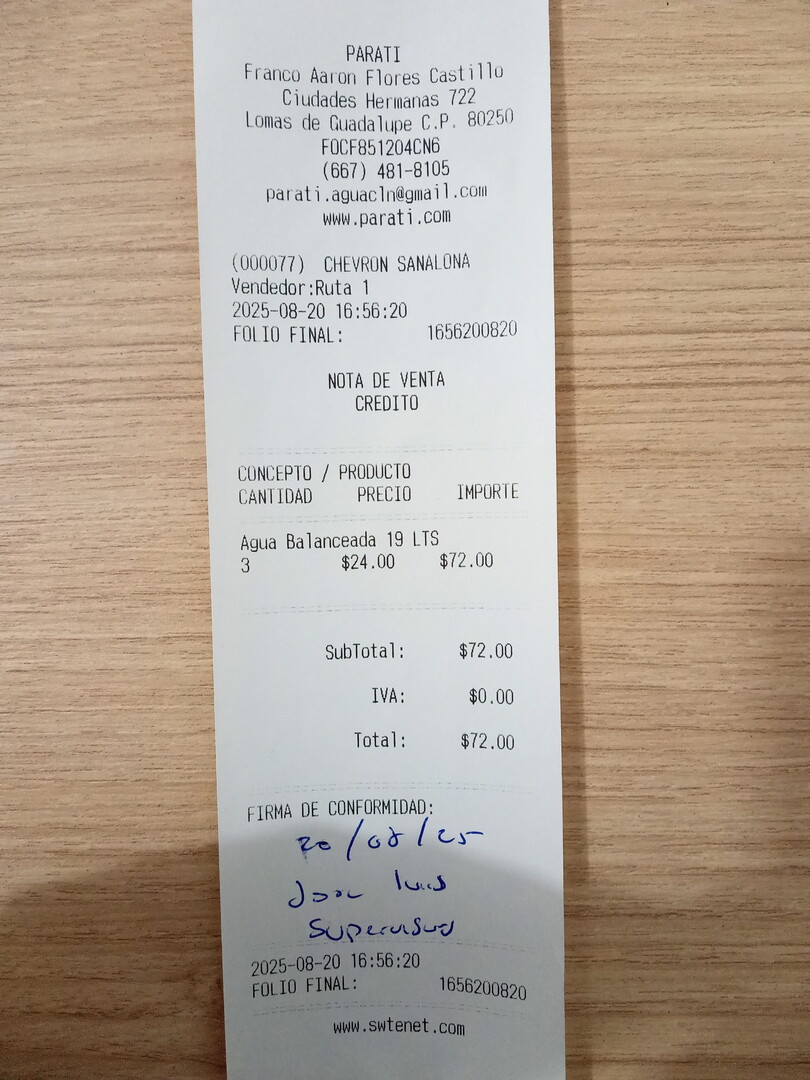 PARATI
Franco Aaron Flores Castillo
Ciudades Hermanas 722
Lomas de Guadalupe C.P. 80250
FOCF851204CN6
(667) 481-8105
parati.aguacln@gmail.com
www.parati.com
(000077) CHEVRON SANALONA
Vendedor:Ruta 1
2025-08-20 16:56:20
FOLIO FINAL: 1656200820
NOTA DE VENTA
CREDITO
CONCEPTO / PRODUCTO
CANTIDAD PRECIO IMPORTE
Agua Balanceada 19 LTS
3 $24.00 $72.00
SubTotal: $72.00
IVA: $0.00
Total: $72.00
FIRMA DE CONFORMIDAD:
20/08/25
Jose luis
Supervisor
2025-08-20 16:56:20
FOLIO FINAL: 1656200820
www.swtenet.com